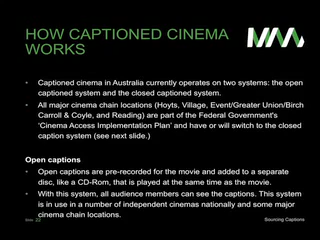 HOW CAPTIONED CINEMA
WORKS
• Captioned cinema in Australia currently operates on two systems: the open
captioned system and the closed captioned system.
• All major cinema chain locations (Hoyts, Village, Event/Greater Union/Birch
Carroll & Coyle, and Reading) are part of the Federal Government's
'Cinema Access Implementation Plan' and have or will switch to the closed
caption system (see next slide.)
Open captions
• Open captions are pre-recorded for the movie and added to a separate
disc, like a CD-Rom, that is played at the same time as the movie.
• With this system, all audience members can see the captions. This system
is in use in a number of independent cinemas nationally and some major
cinema chain locations.
Slide 22
Sourcing Captions